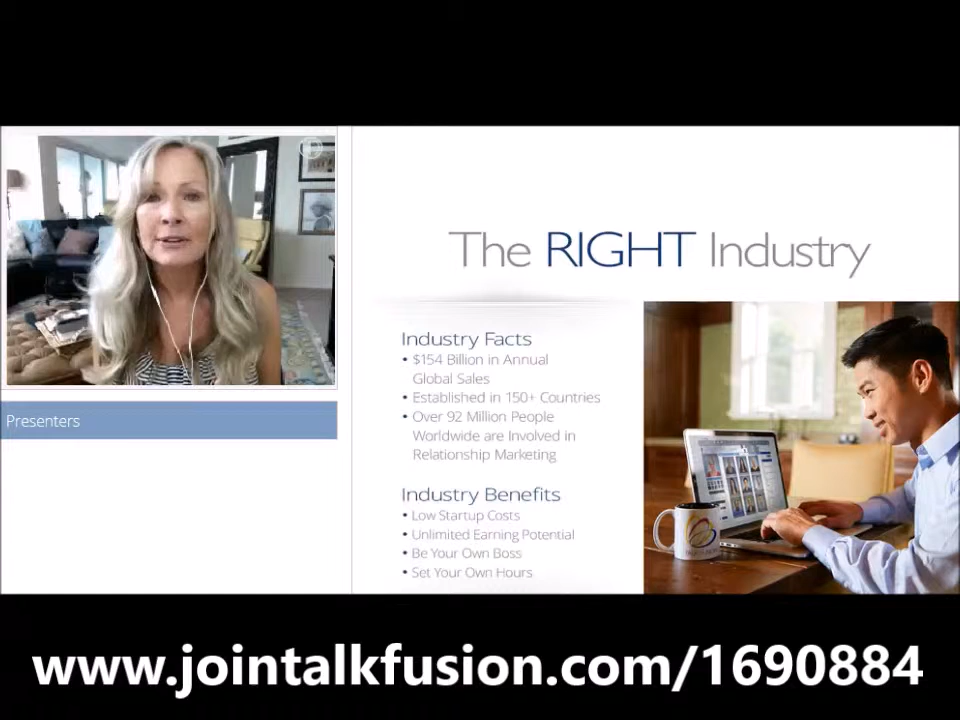 The RIGHT Industry
Industry Facts
• $154 Billion in Annual
Global Sales
• Established in 150+ Countries
• Over 92 Million People
Worldwide are Involved in
Relationship Marketing
Industry Benefits
• Low Startup Costs
• Unlimited Earning Potential
• Be Your Own Boss
• Set Your Own Hours
Presenters
www.jointalkfusion.com/1690884